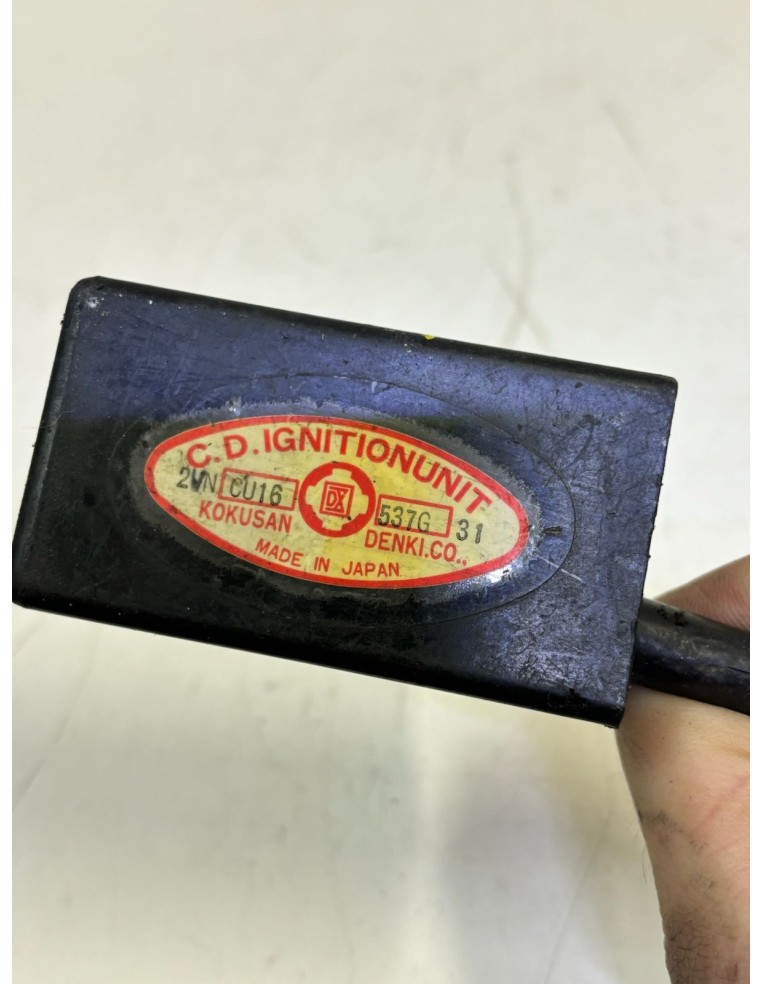 C.D.IGNITIONUNIT
2VN CU16 537G 31
KOKUSAN DENKI.CO.,
MADE IN JAPAN